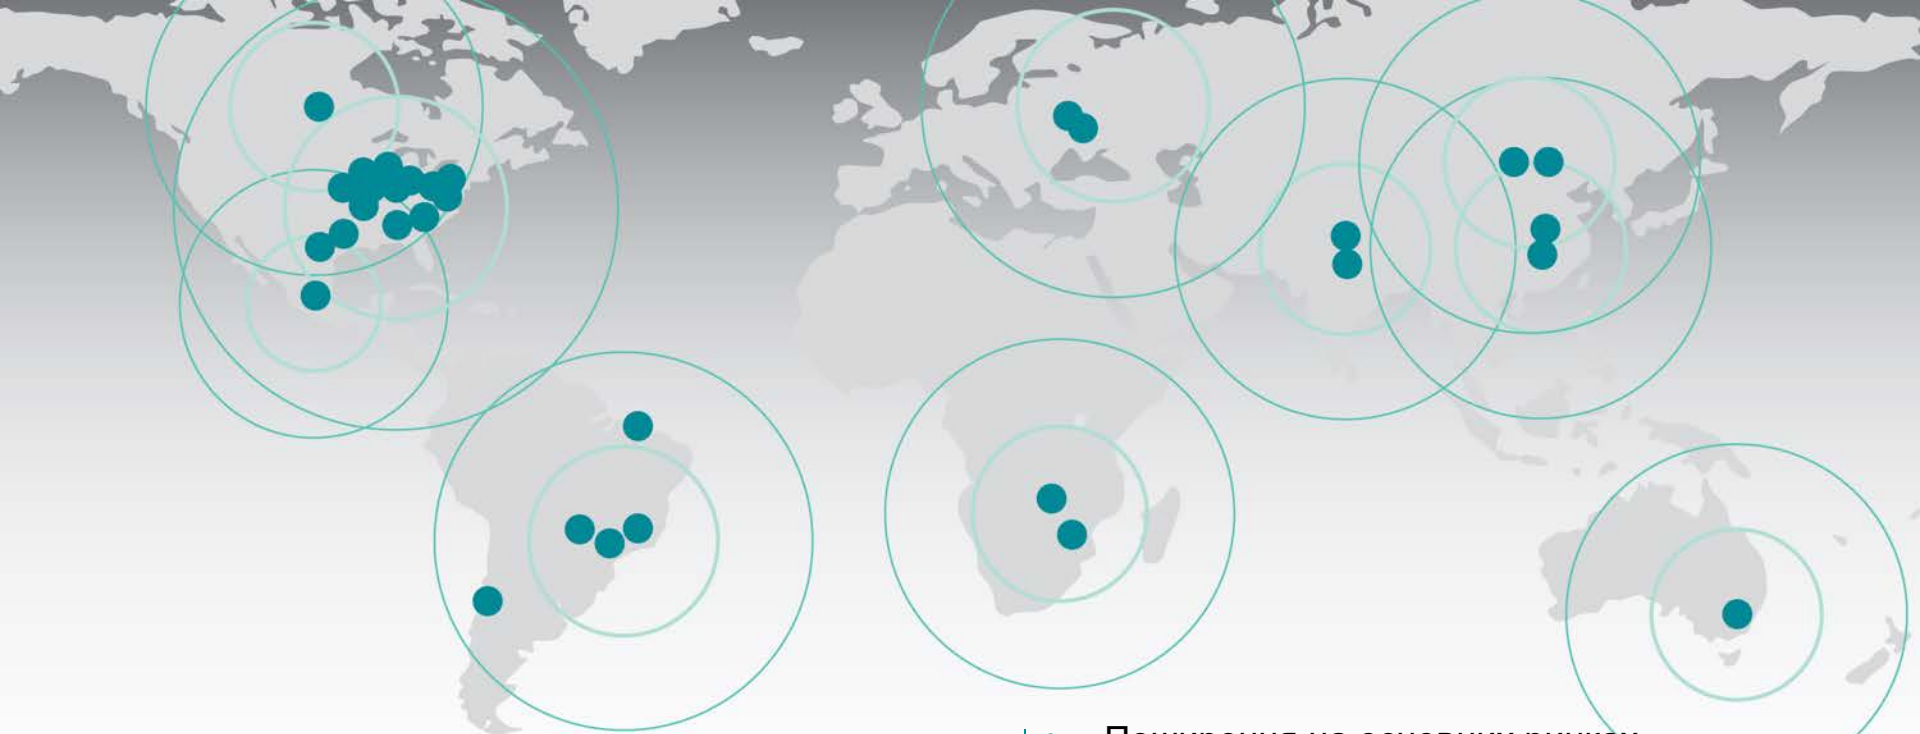 Поширення на основних ринках